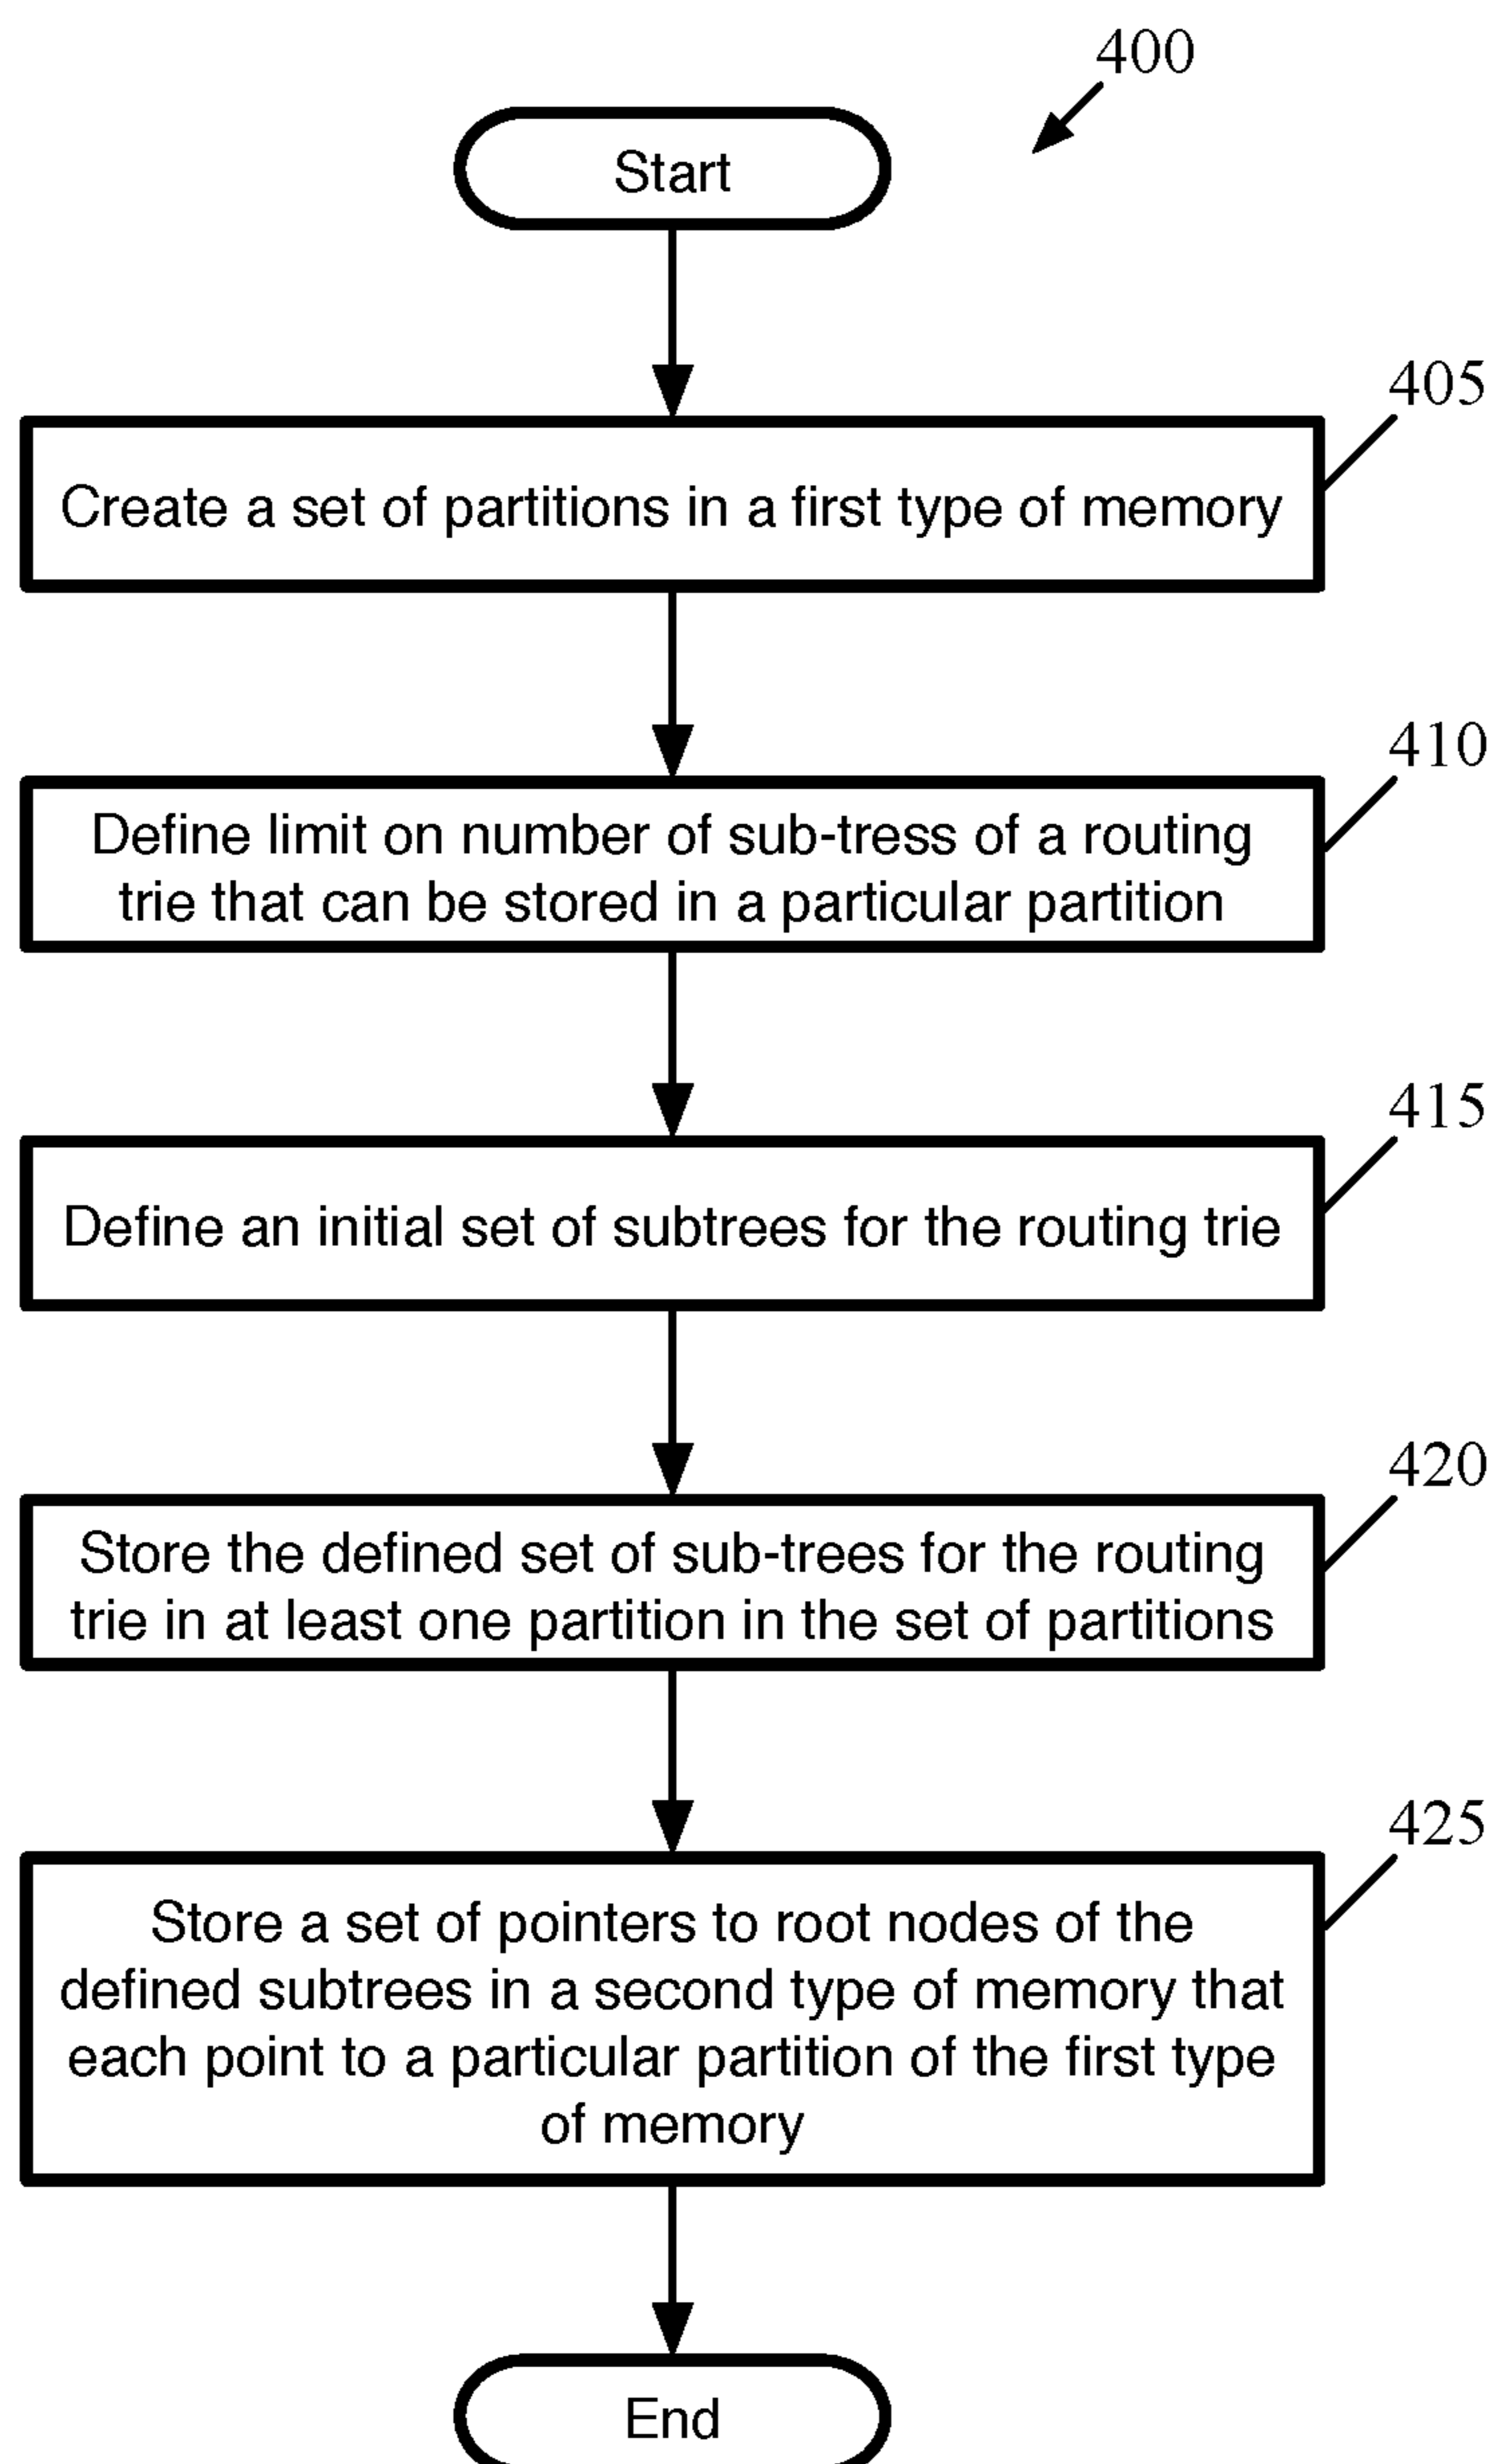 400
Start
405
Create a set of partitions in a first type of memory
410
Define limit on number of sub-tress of a routing
trie that can be stored in a particular partition
415
Define an initial set of subtrees for the routing trie
420
Store the defined set of sub-trees for the routing
trie in at least one partition in the set of partitions
425
Store a set of pointers to root nodes of the
defined subtrees in a second type of memory that
each point to a particular partition of the first type
of memory
End